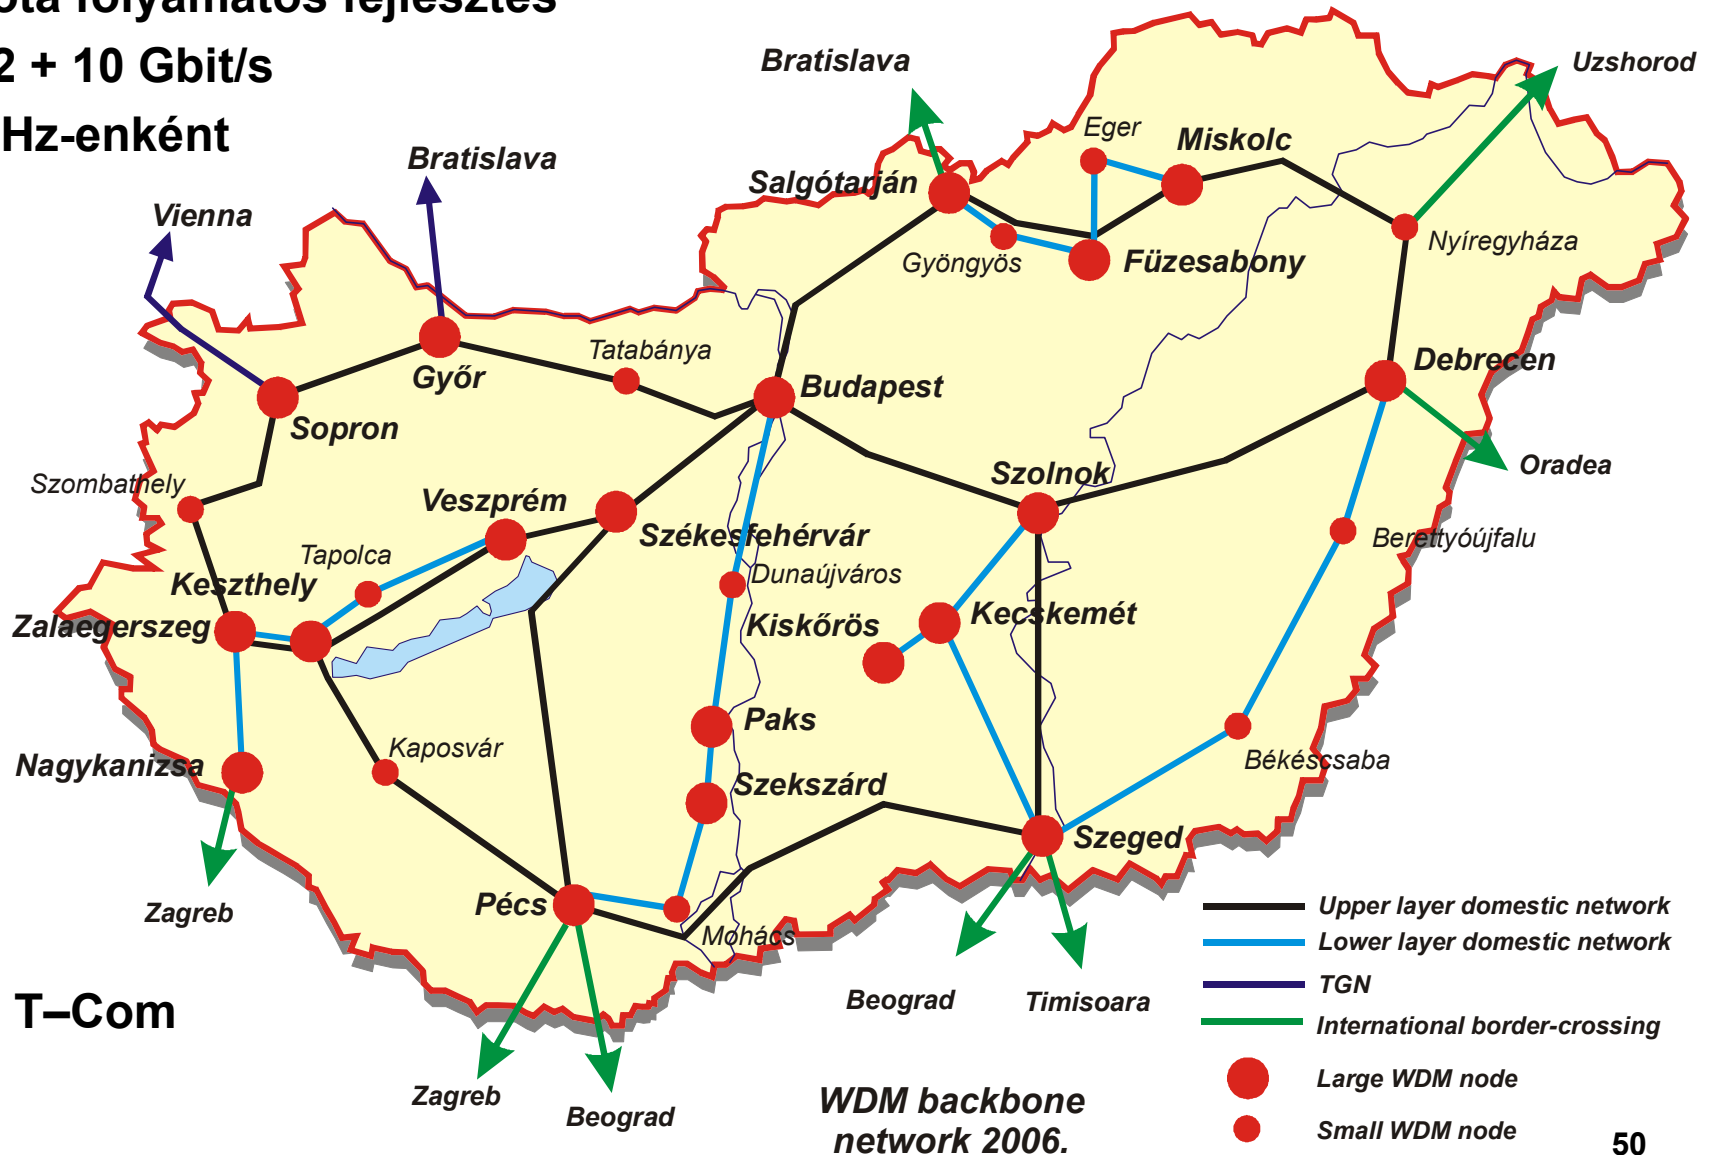 folyamatos fejlesztés
2 + 10 Gbit/s
Hz-enként
Bratislava
Uzshorod
Bratislava
Eger
Miskolc
Salgótarján
Vienna
Gyöngyös
Füzesabony
Nyíregyháza
Tatabánya
Győr
Budapest
Debrecen
Sopron
Szombathely
Veszprém
Szolnok
Oradea
Székesfehérvár
Berettyóújfalu
Tapolca
Keszthely
Dunaújváros
Zalaegerszeg
Kiskőrös
Kecskemét
Paks
Kaposvár
Nagykanizsa
Békéscsaba
Szekszárd
Szeged
Pécs
Zagreb
Mohács
Upper layer domestic network
Lower layer domestic network
TGN
International border-crossing
Large WDM node
Small WDM node
Beograd
Timisoara
T–Com
Zagreb
Beograd
WDM backbone
network 2006.
50